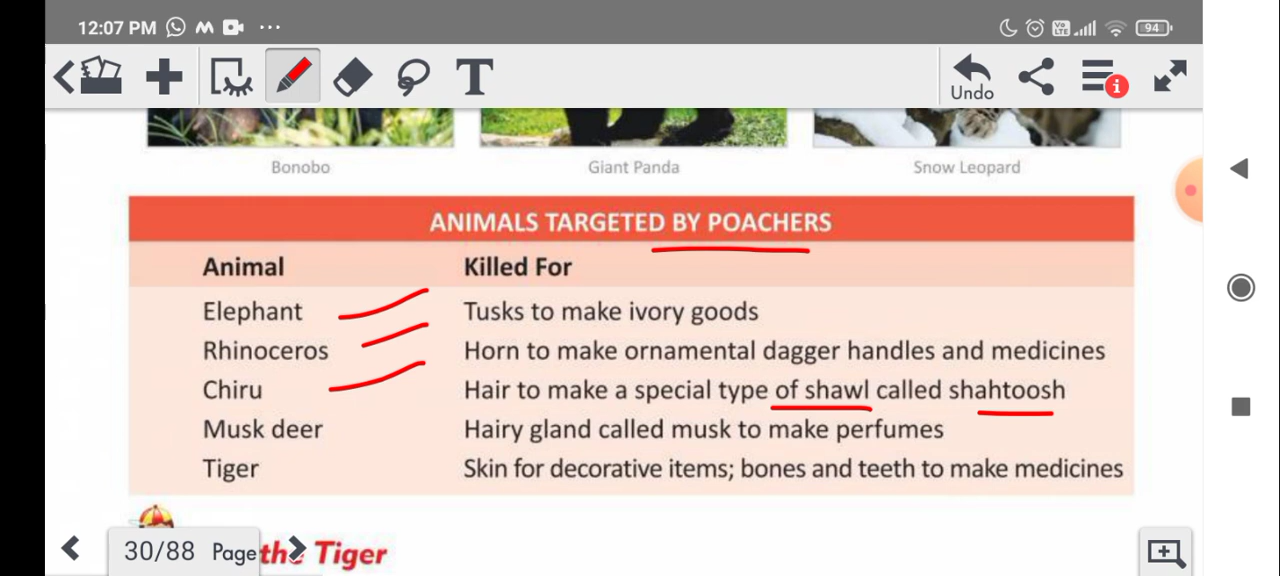 12:07 PM
94
T
Undo
Bonobo Giant Panda Snow Leopard
ANIMALS TARGETED BY POACHERS
Animal Killed For
Elephant Tusks to make ivory goods
Rhinoceros Horn to make ornamental dagger handles and medicines
Chiru Hair to make a special type of shawl called shahtoosh
Musk deer Hairy gland called musk to make perfumes
Tiger Skin for decorative items; bones and teeth to make medicines
30/88 Page the Tiger